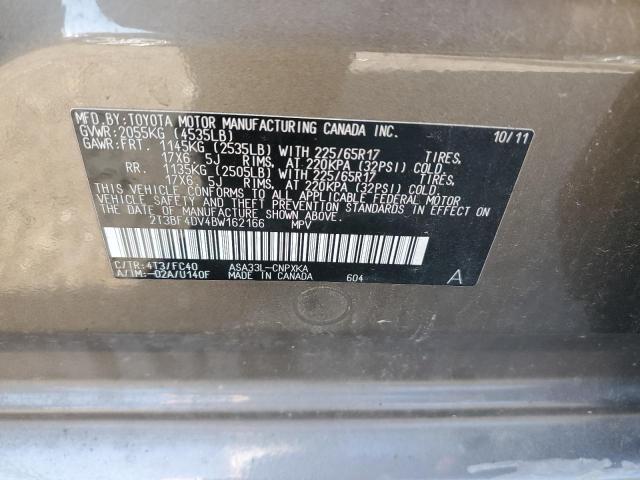 MFD.BY:TOYOTA MOTOR MANUFACTURING CANADA INC. 10/11
GVWR:2055KG (4535LB)
GAWR:FRT. 1145KG (2535LB) WITH 225/65R17 TIRES,
17X6.5J RIMS, AT 220KPA (32PSI) COLD.
RR. 1135KG (2505LB) WITH 225/65R17 TIRES,
17X6.5J RIMS, AT 220KPA (32PSI) COLD.
THIS VEHICLE CONFORMS TO ALL APPLICABLE FEDERAL MOTOR
VEHICLE SAFETY STANDARDS IN EFFECT ON THE DATE OF
MANUFACTURE SHOWN ABOVE.
2T3BF4DV4BW162166 MPV
C/TR:4T3/FC40 ASA33L-CNPXKA
A/TM:-02A/U140F MADE IN CANADA 604 A